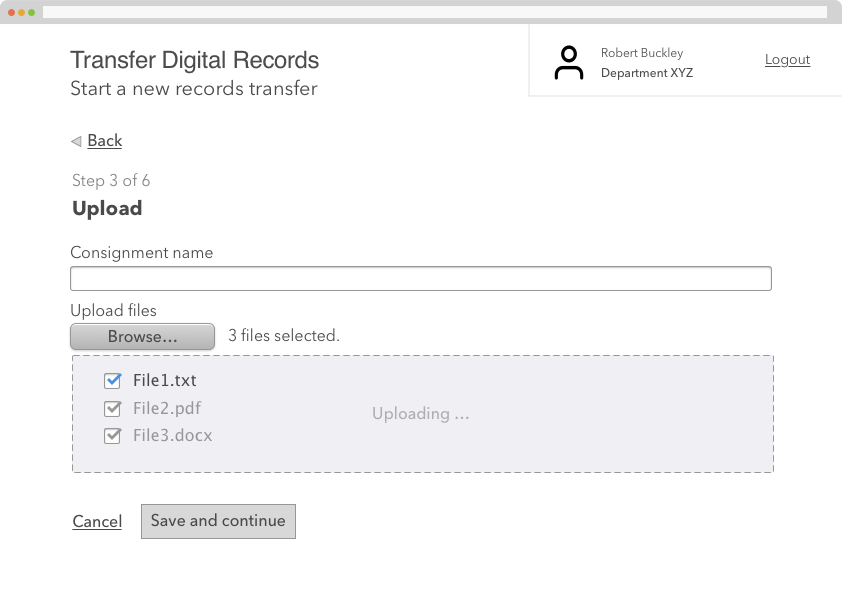 Transfer Digital Records
Start a new records transfer
Robert Buckley
Department XYZ
Logout
Back
Step 3 of 6
Upload
Consignment name
Upload files
Browse... 3 files selected.
File1.txt
File2.pdf
File3.docx
Uploading ...
Cancel
Save and continue